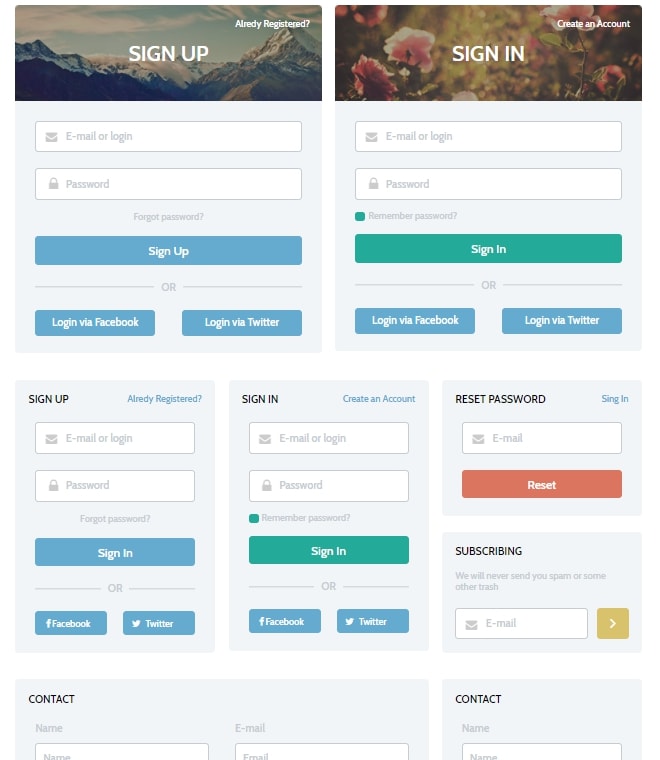 Alredy Registered?
SIGN UP
E-mail or login
Password
Forgot password?
Sign Up
OR
Login via Facebook
Login via Twitter
Create an Account
SIGN IN
E-mail or login
Password
Remember password?
Sign In
OR
Login via Facebook
Login via Twitter
SIGN UP
Alredy Registered?
E-mail or login
Password
Forgot password?
Sign In
OR
Facebook
Twitter
SIGN IN
Create an Account
E-mail or login
Password
Remember password?
Sign In
OR
Facebook
Twitter
RESET PASSWORD
Sing In
E-mail
Reset
SUBSCRIBING
We will never send you spam or some
other trash
E-mail
CONTACT
Name
E-mail
Name
Email
CONTACT
Name
Name